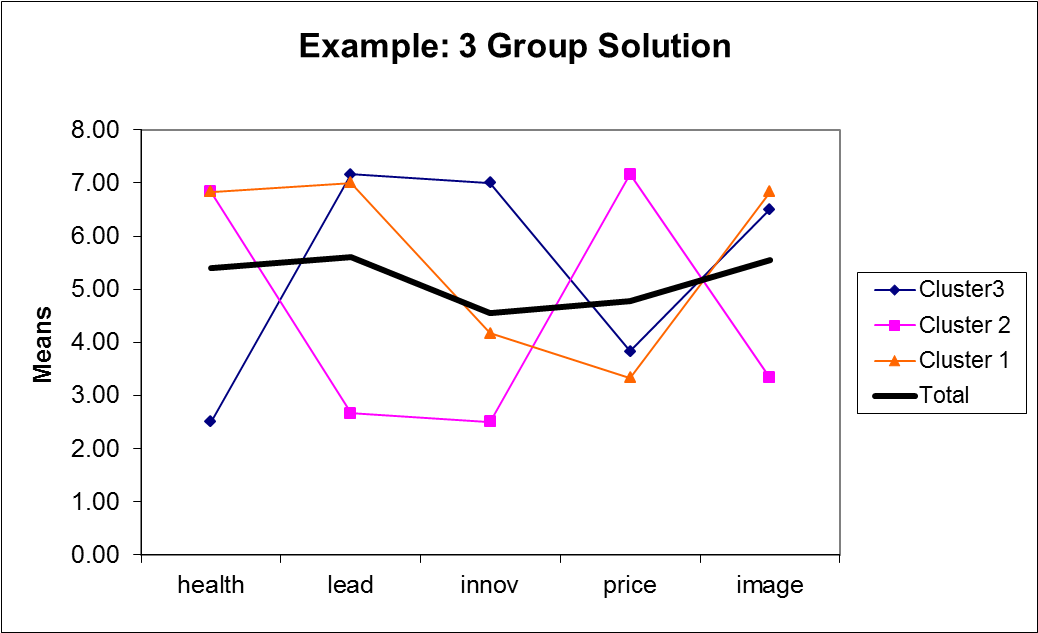 Example: 3 Group Solution
8.00
7.00
6.00
5.00
4.00
3.00
2.00
1.00
0.00
Means
health lead innov price image
Cluster3
Cluster 2
Cluster 1
Total